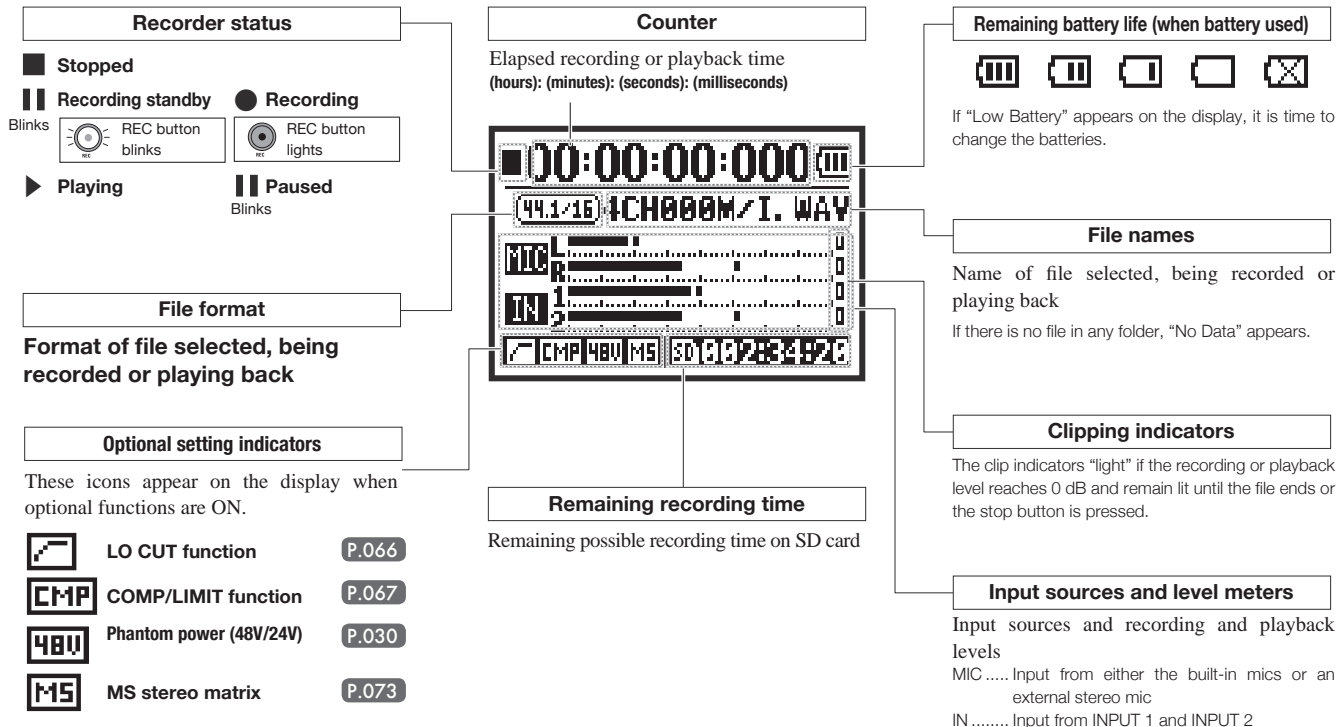 Recorder status
Stopped
Recording standby
Recording
Blinks
REC button
blinks
REC
REC button
lights
REC
Playing
Paused
Blinks
File format
Format of file selected, being
recorded or playing back
Optional setting indicators
These icons appear on the display when
optional functions are ON.
LO CUT function P.066
CMP COMP/LIMIT function P.067
48V Phantom power (48V/24V) P.030
MS MS stereo matrix P.073
Counter
Elapsed recording or playback time
(hours): (minutes): (seconds): (milliseconds)
00:00:00:000
44.1/16 4CH000M/I.WAV
MIC L
R
IN 1
2
0
0
0
0
CMP 48V MS SD
Remaining recording time
Remaining possible recording time on SD card
Remaining battery life (when battery used)
If “Low Battery” appears on the display, it is time to
change the batteries.
File names
Name of file selected, being recorded or
playing back
If there is no file in any folder, “No Data” appears.
Clipping indicators
The clip indicators “light” if the recording or playback
level reaches 0 dB and remain lit until the file ends or
the stop button is pressed.
Input sources and level meters
Input sources and recording and playback
levels
MIC ..... Input from either the built-in mics or an
external stereo mic
IN ........ Input from INPUT 1 and INPUT 2